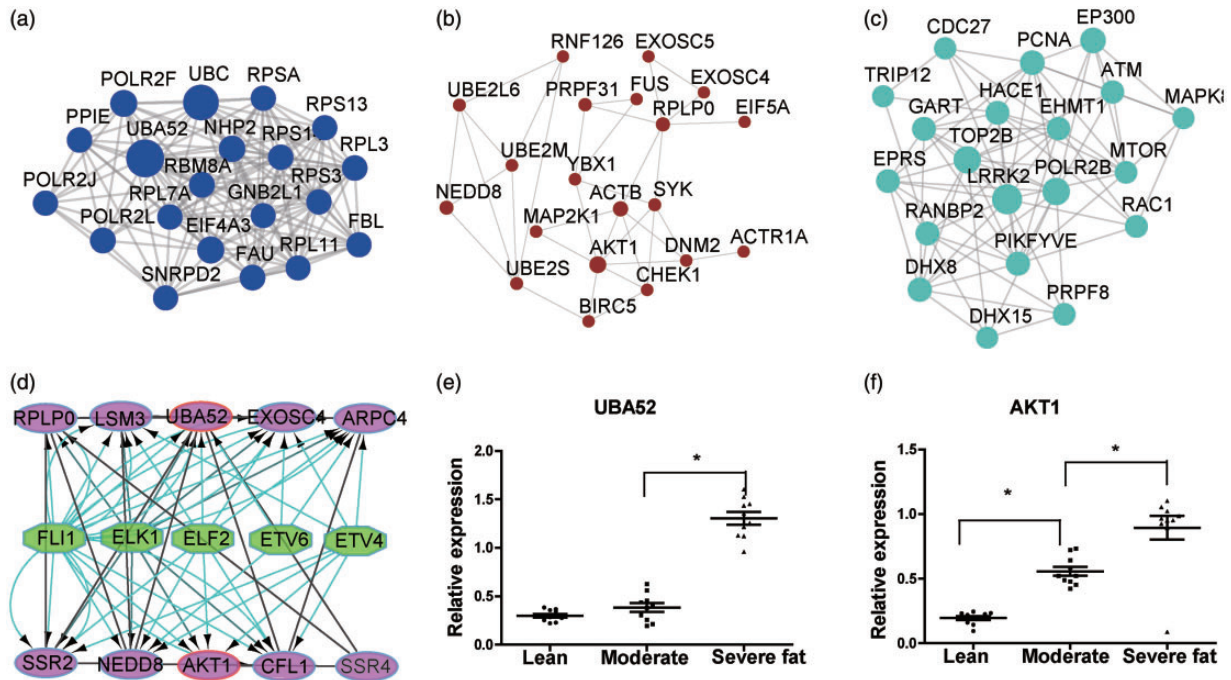 (a)
POLR2F
UBC
RPSA
PPIE
RPS13
UBA52
NHP2
RPS1
RPL3
RBM8A
POLR2J
RPL7A
GNB2L1
RPS3
POLR2L
EIF4A3
FBL
FAU
RPL11
SNRPD2
(b)
RNF126
EXOSC5
UBE2L6
PRPF31
FUS
EXOSC4
RPLP0
EIF5A
UBE2M
YBX1
NEDD8
ACTB
SYK
MAP2K1
AKT1
DNM2
ACTR1A
UBE2S
CHEK1
BIRC5
(c)
CDC27
EP300
PCNA
TRIP12
ATM
HACE1
MAPK8
GART
EHMT1
TOP2B
MTOR
EPRS
POLR2B
LRRK2
RANBP2
RAC1
PIKFYVE
DHX8
PRPF8
DHX15
(d)
RPLP0 LSM3 UBA52 EXOSC4 ARPC4
FLI1 ELK1 ELF2 ETV6 ETV4
SSR2 NEDD8 AKT1 CFL1 SSR4
(e)
UBA52
Relative expression
2.0
1.5
1.0
0.5
0.0
*
Lean Moderate Severe fat
(f)
AKT1
Relative expression
1.5
1.0
0.5
0.0
*
*
Lean Moderate Severe fat